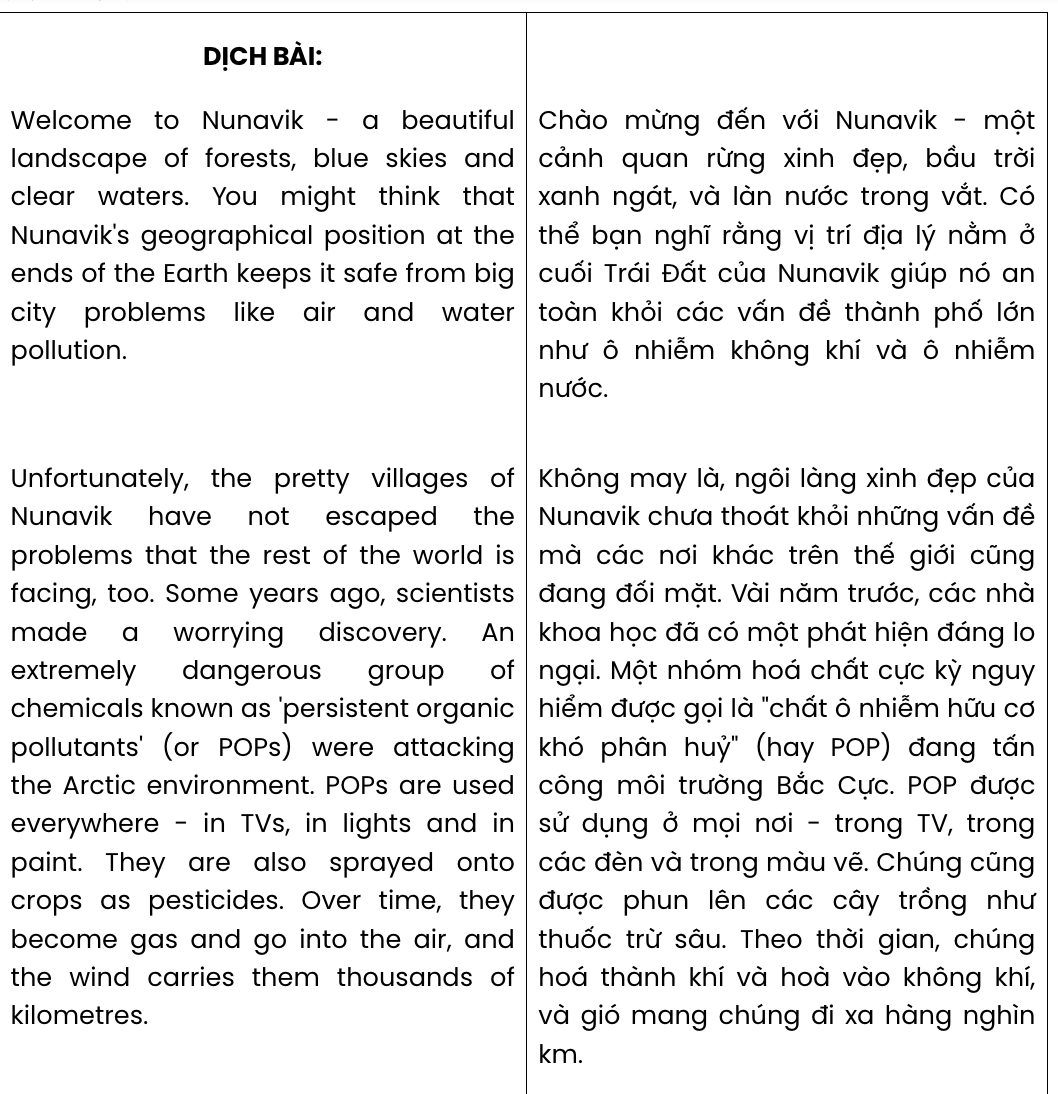 DỊCH BÀI:
Welcome to Nunavik - a beautiful
landscape of forests, blue skies and
clear waters. You might think that
Nunavik's geographical position at the
ends of the Earth keeps it safe from big
city problems like air and water
pollution.
Unfortunately, the pretty villages of
Nunavik have not escaped the
problems that the rest of the world is
facing, too. Some years ago, scientists
made a worrying discovery. An
extremely dangerous group of
chemicals known as 'persistent organic
pollutants' (or POPs) were attacking
the Arctic environment. POPs are used
everywhere - in TVs, in lights and in
paint. They are also sprayed onto
crops as pesticides. Over time, they
become gas and go into the air, and
the wind carries them thousands of
kilometres.
Chào mừng đến với Nunavik - một
cảnh quan rừng xinh đẹp, bầu trời
xanh ngát, và làn nước trong vắt. Có
thể bạn nghĩ rằng vị trí địa lý nằm ở
cuối Trái Đất của Nunavik giúp nó an
toàn khỏi các vấn đề thành phố lớn
như ô nhiễm không khí và ô nhiễm
nước.
Không may là, ngôi làng xinh đẹp của
Nunavik chưa thoát khỏi những vấn đề
mà các nơi khác trên thế giới cũng
đang đối mặt. Vài năm trước, các nhà
khoa học đã có một phát hiện đáng lo
ngại. Một nhóm hoá chất cực kỳ nguy
hiểm được gọi là "chất ô nhiễm hữu cơ
khó phân huỷ" (hay POP) đang tấn
công môi trường Bắc Cực. POP được
sử dụng ở mọi nơi - trong TV, trong
các đèn và trong màu vẽ. Chúng cũng
được phun lên các cây trồng như
thuốc trừ sâu. Theo thời gian, chúng
hoá thành khí và hoà vào không khí,
và gió mang chúng đi xa hàng nghìn
km.